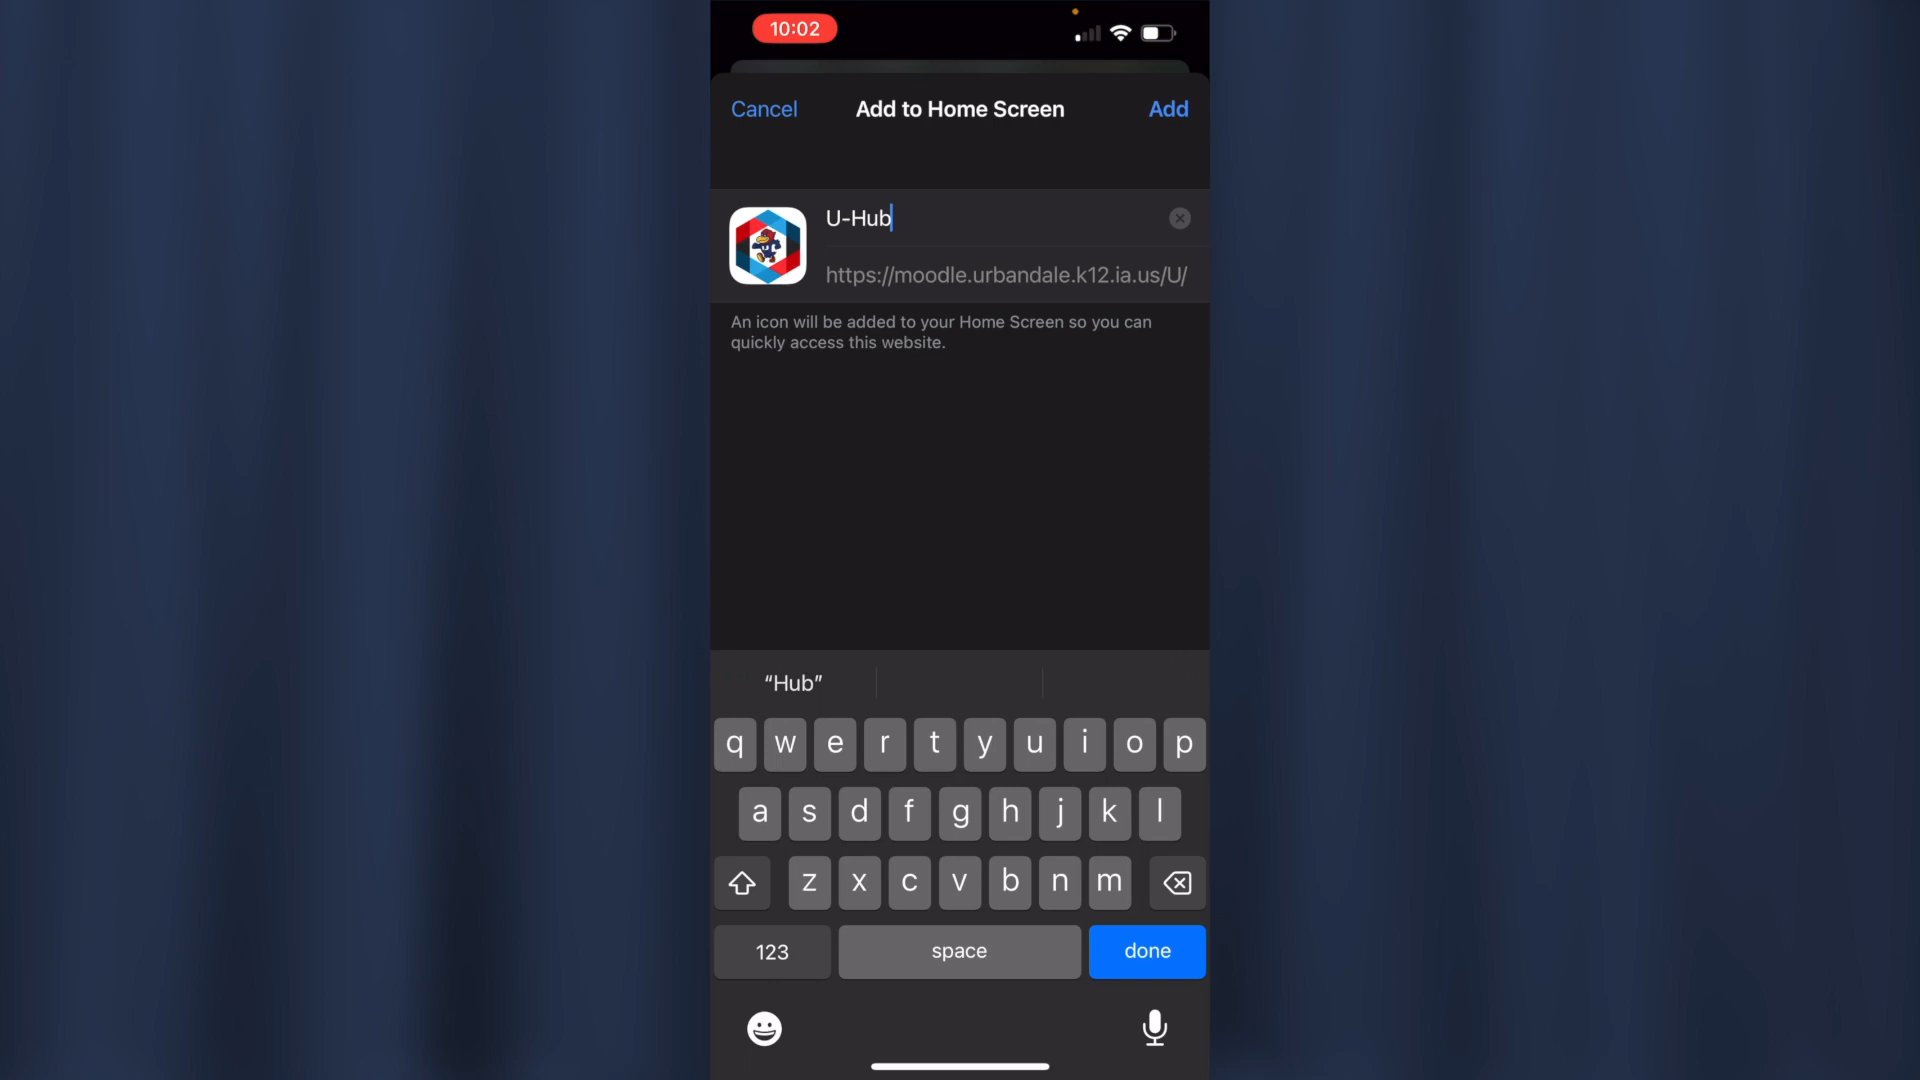 10:02
Cancel Add to Home Screen Add
U-Hub
https://moodle.urbandale.k12.ia.us/U/
An icon will be added to your Home Screen so you can
quickly access this website.
“Hub”
q w e r t y u i o p
a s d f g h j k l
z x c v b n m
123 space done